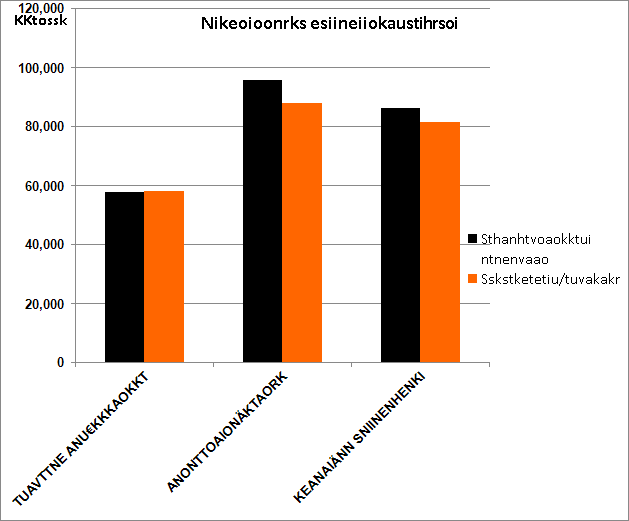 120,000
KKtossk
Nikeoioonrks esiineiiokaustihrsoi
100,000
80,000
60,000
40,000
20,000
0
Sthanhtvoaokktui
ntnenvaao
Sskstketetiu/tuvakakr
TUAVTTNE ANU€KKKAOKKT
ANONTTOAIONÄKTAORK
KEANAIÄNN SNIINENHENKI